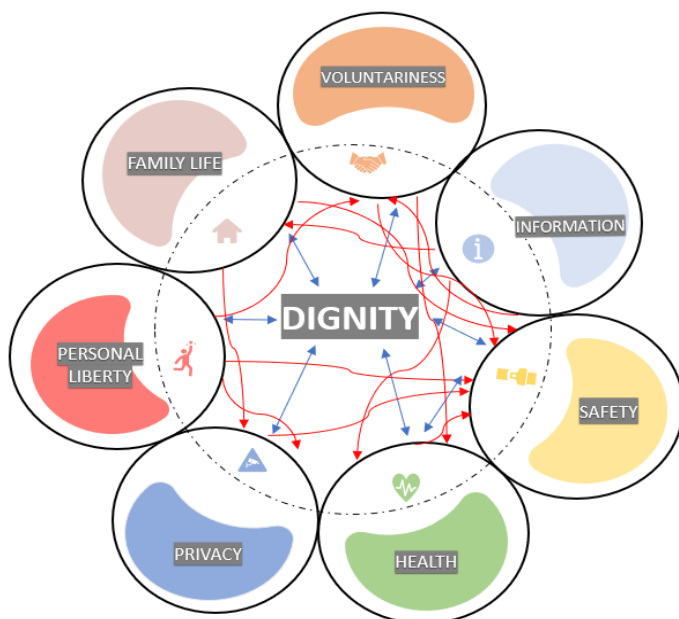 VOLUNTARINESS
FAMILY LIFE
INFORMATION
DIGNITY
PERSONAL
LIBERTY
SAFETY
PRIVACY
HEALTH